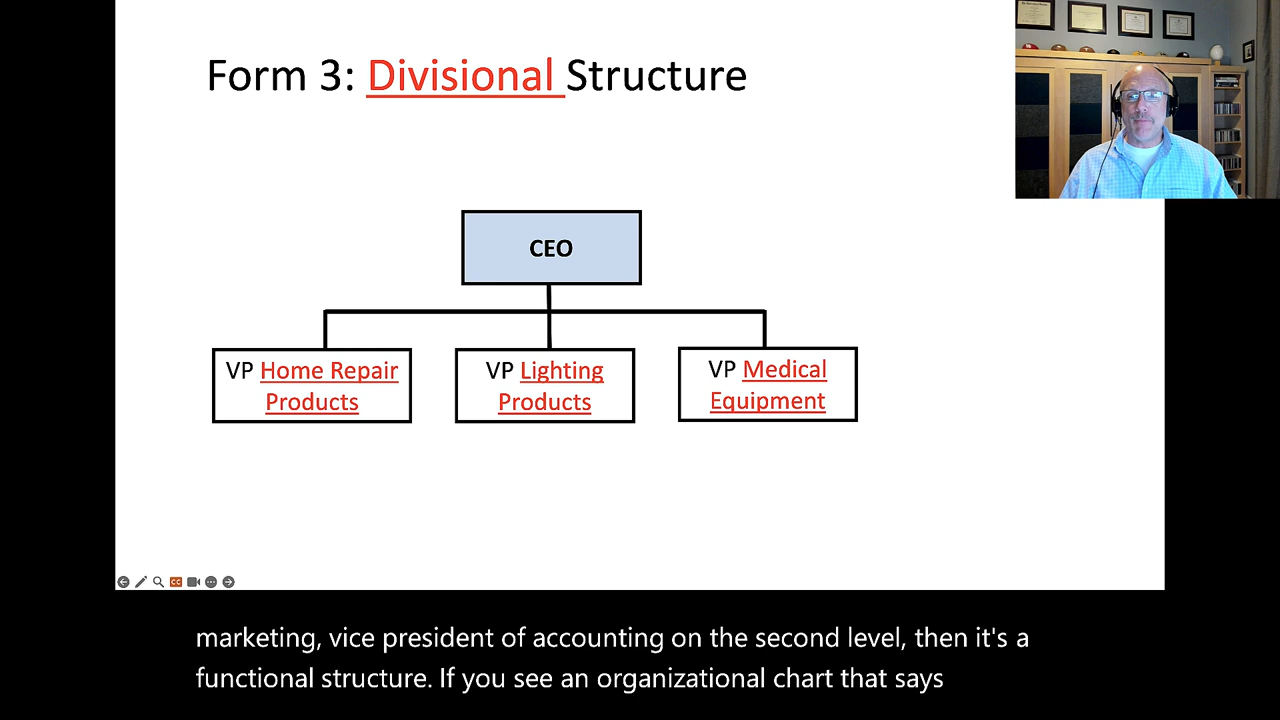 Form 3: Divisional Structure
CEO
VP Home Repair
Products
VP Lighting
Products
VP Medical
Equipment
CC
marketing, vice president of accounting on the second level, then it's a
functional structure. If you see an organizational chart that says